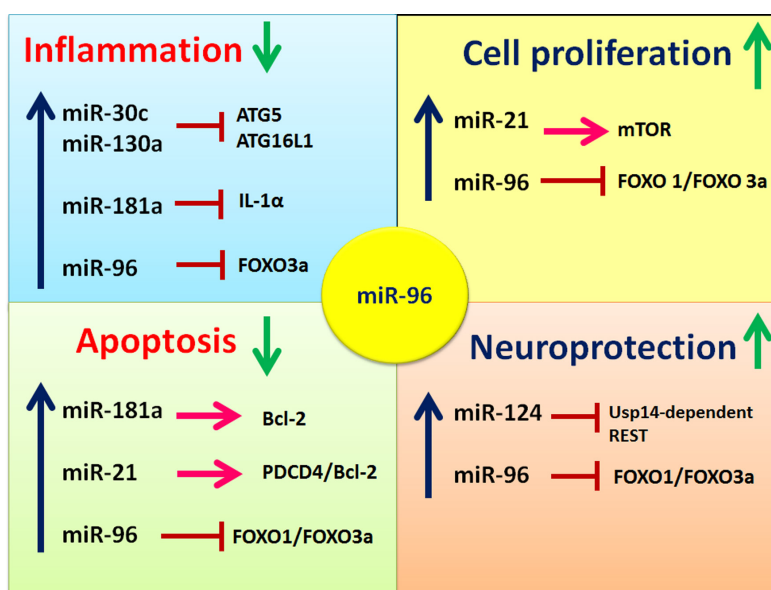 Inflammation
miR-30c
miR-130a
ATG5
ATG16L1
miR-181a
IL-1α
miR-96
FOXO3a
Cell proliferation
miR-21
mTOR
miR-96
FOXO 1/FOXO 3a
miR-96
Apoptosis
miR-181a
Bcl-2
miR-21
PDCD4/Bcl-2
miR-96
FOXO1/FOXO3a
Neuroprotection
miR-124
Usp14-dependent
REST
miR-96
FOXO1/FOXO3a